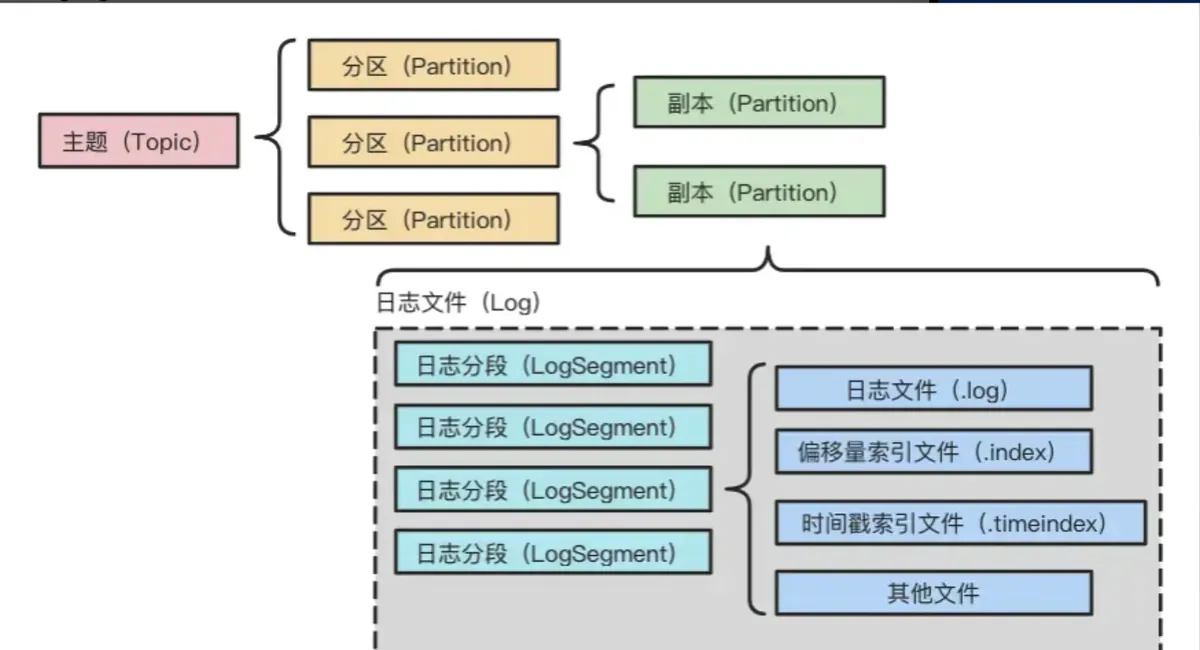 主题（Topic）
分区（Partition）
分区（Partition）
分区（Partition）
副本（Partition）
副本（Partition）
日志文件（Log）
日志分段（LogSegment）
日志分段（LogSegment）
日志分段（LogSegment）
日志分段（LogSegment）
日志文件（.log）
偏移量索引文件（.index）
时间戳索引文件（.timeindex）
其他文件